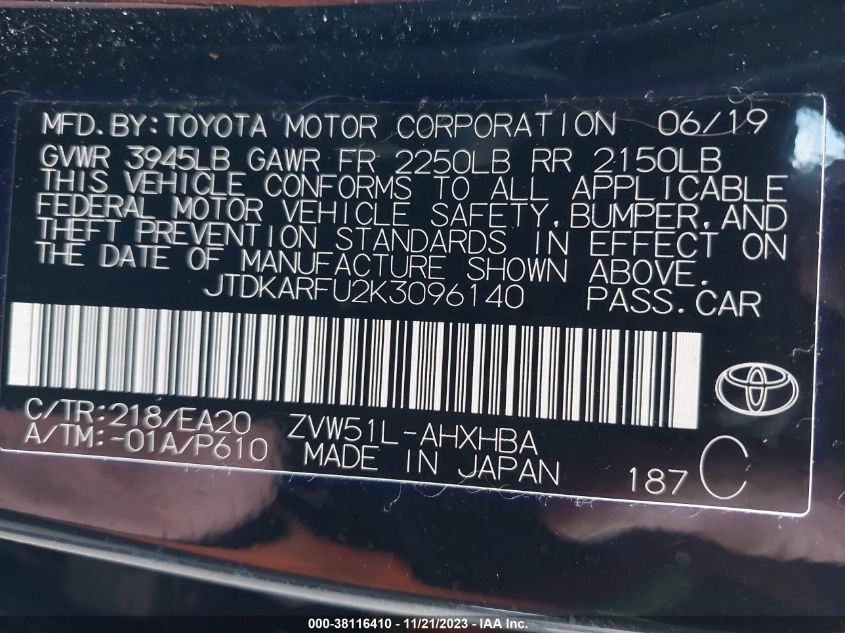 MFD.BY:TOYOTA MOTOR CORPORATION 06/19
GVWR 3945LB GAWR FR 2250LB RR 2150LB
THIS VEHICLE CONFORMS TO ALL APPLICABLE
FEDERAL MOTOR VEHICLE SAFETY,BUMPER,AND
THEFT PREVENTION STANDARDS IN EFFECT ON
THE DATE OF MANUFACTURE SHOWN ABOVE.
JTDKARFU2K3096140 PASS.CAR
C/TR:218/EA20 ZVW51L-AHXHBA
A/TM:-01A/P610 MADE IN JAPAN 187 C
000-38116410 - 11/21/2023 - IAA Inc.